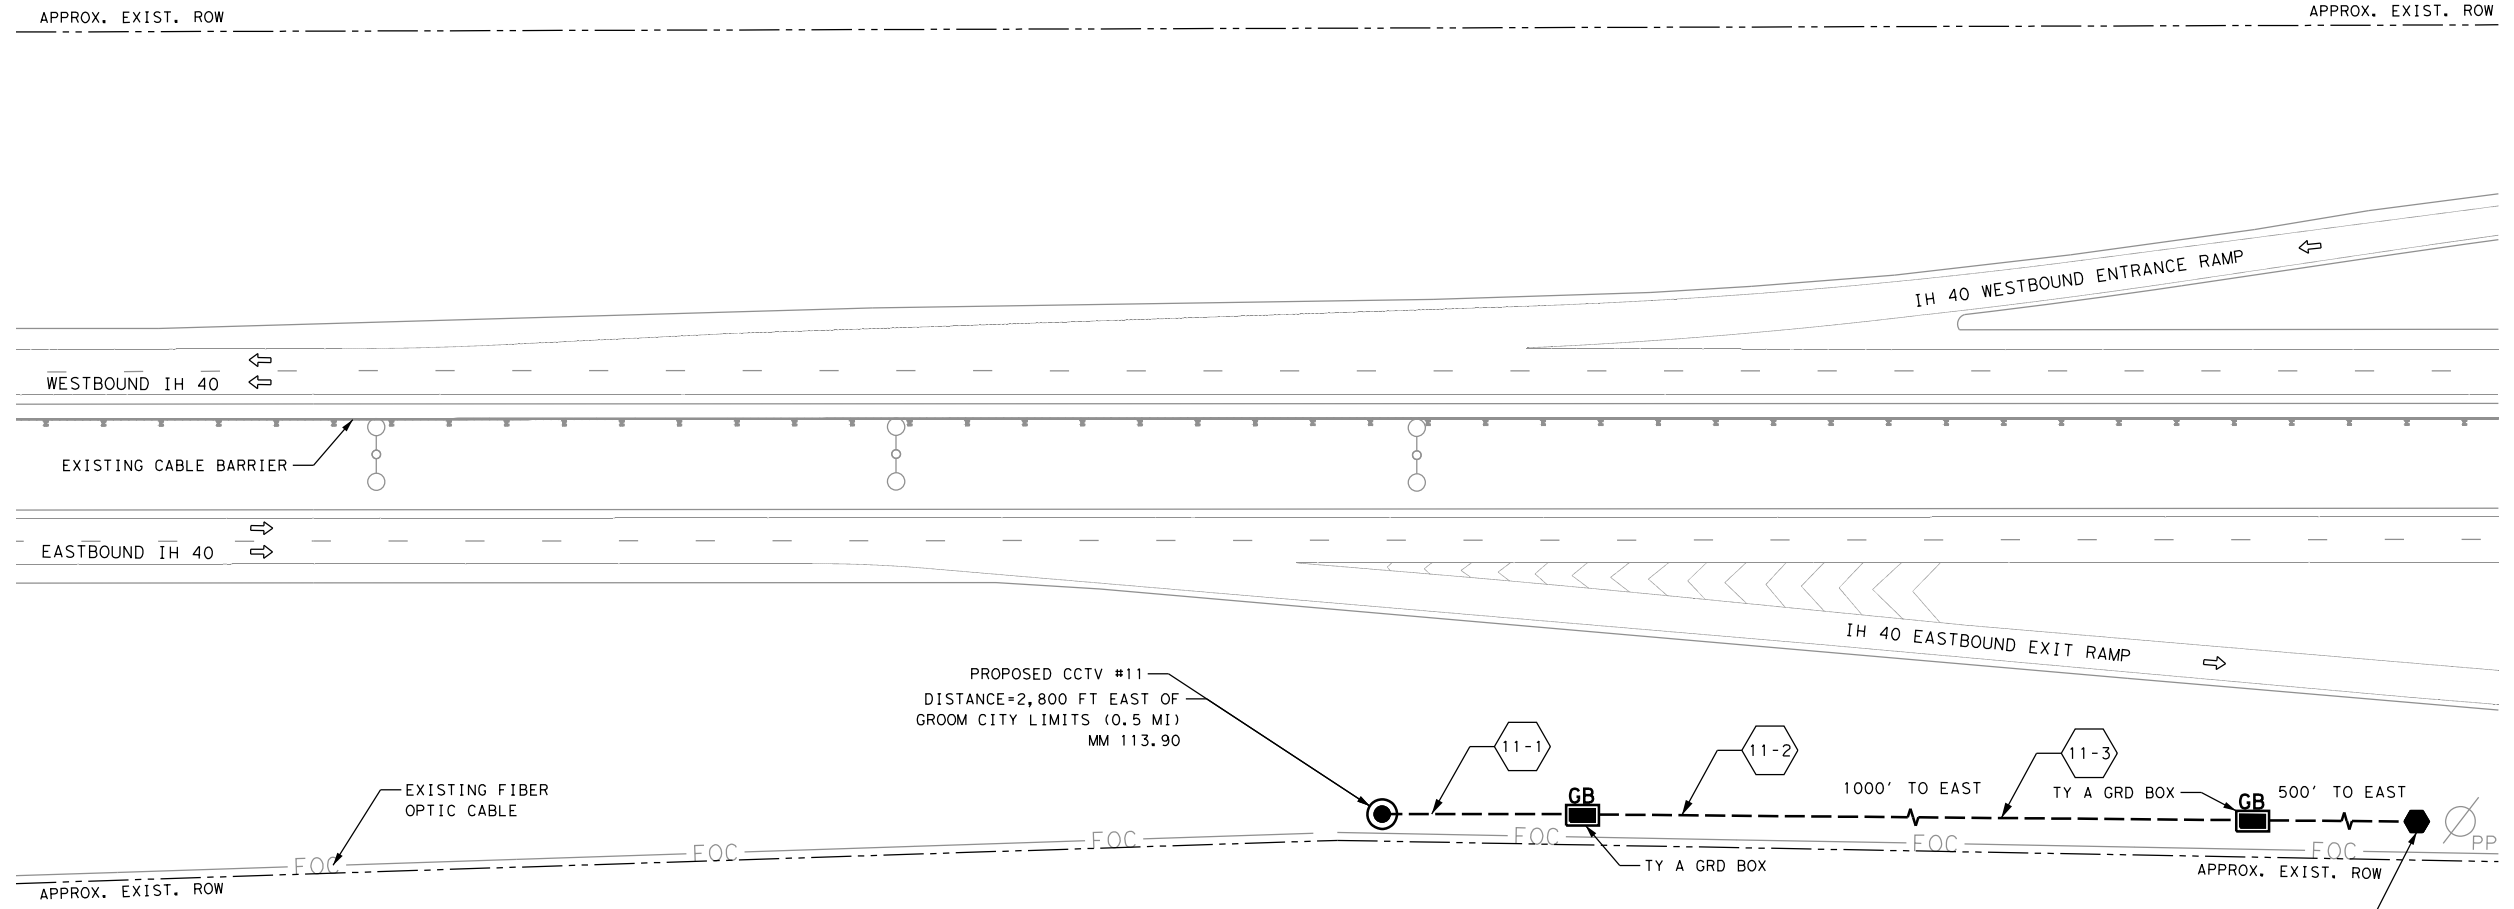 APPROX. EXIST. ROW
APPROX. EXIST. ROW
IH 40 WESTBOUND ENTRANCE RAMP
WESTBOUND IH 40
EXISTING CABLE BARRIER
EASTBOUND IH 40
IH 40 EASTBOUND EXIT RAMP
PROPOSED CCTV #11
DISTANCE=2,800 FT EAST OF
GROOM CITY LIMITS (0.5 MI)
MM 113.90
11-1
11-2
11-3
EXISTING FIBER
OPTIC CABLE
1000' TO EAST
TY A GRD BOX
500' TO EAST
GB
GB
PP
FOC
FOC
FOC
FOC
FOC
FOC
TY A GRD BOX
APPROX. EXIST. ROW
APPROX. EXIST. ROW